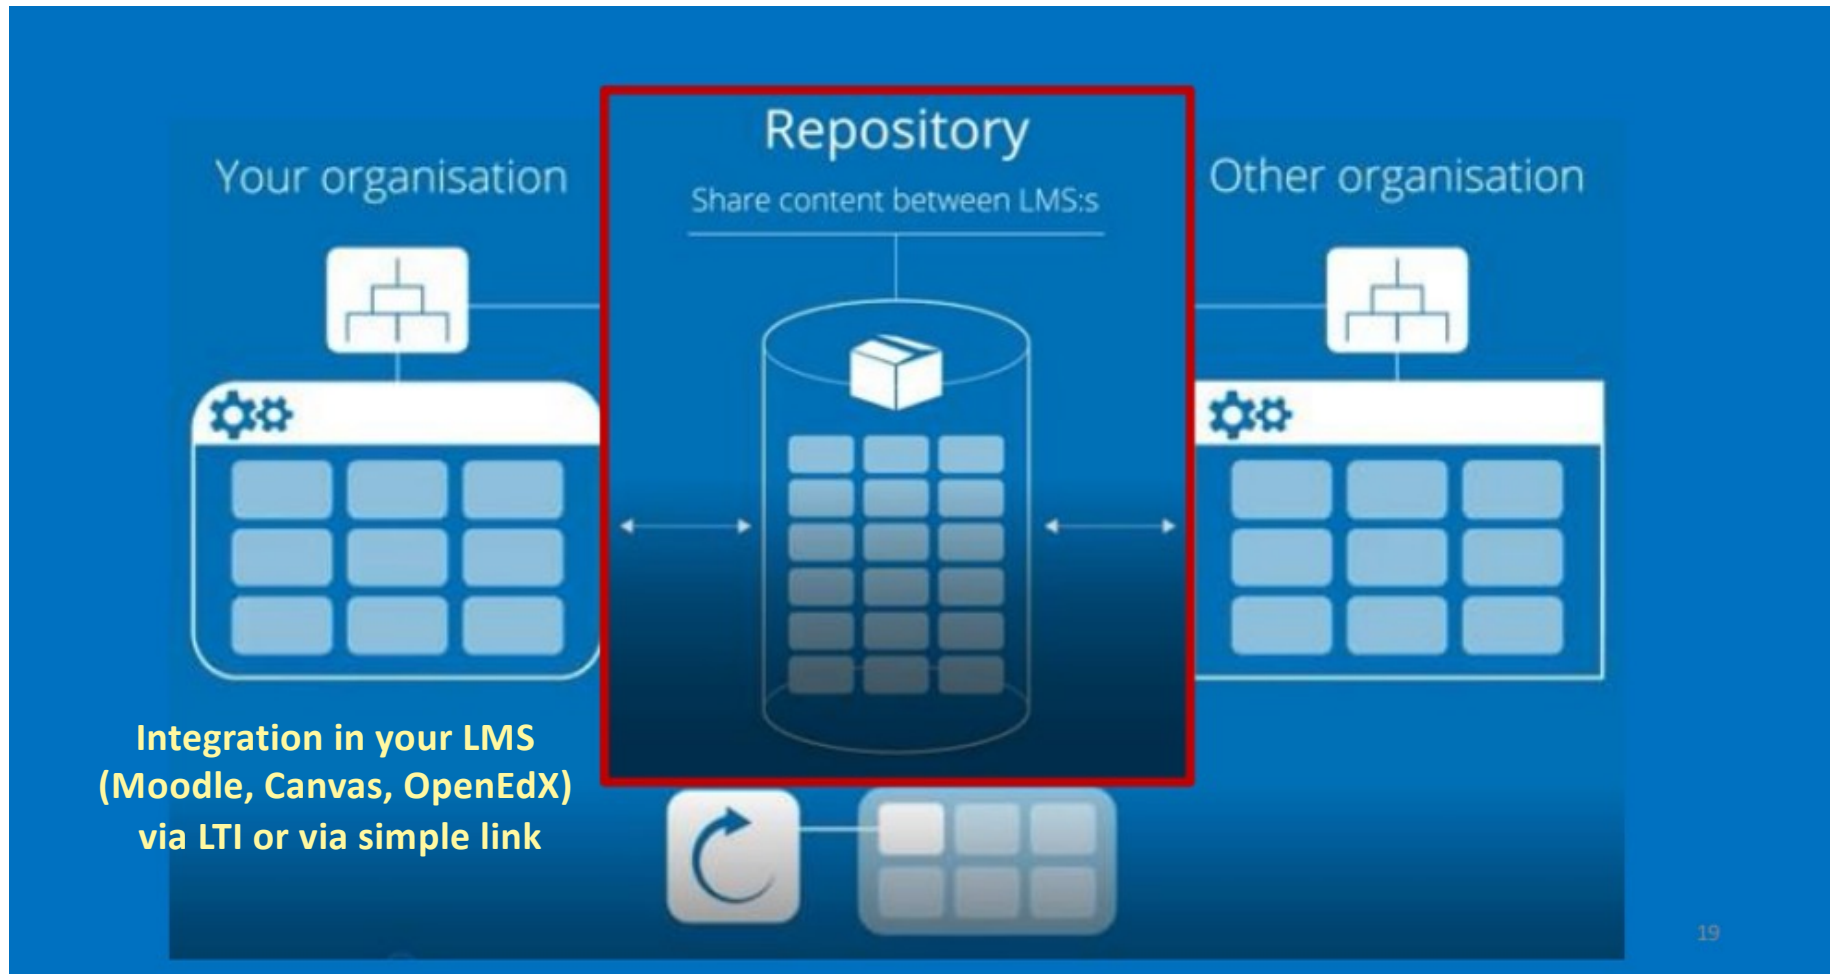 Repository
Your organisation
Share content between LMS:s
Other organisation
Integration in your LMS
(Moodle, Canvas, OpenEdX)
via LTI or via simple link
19